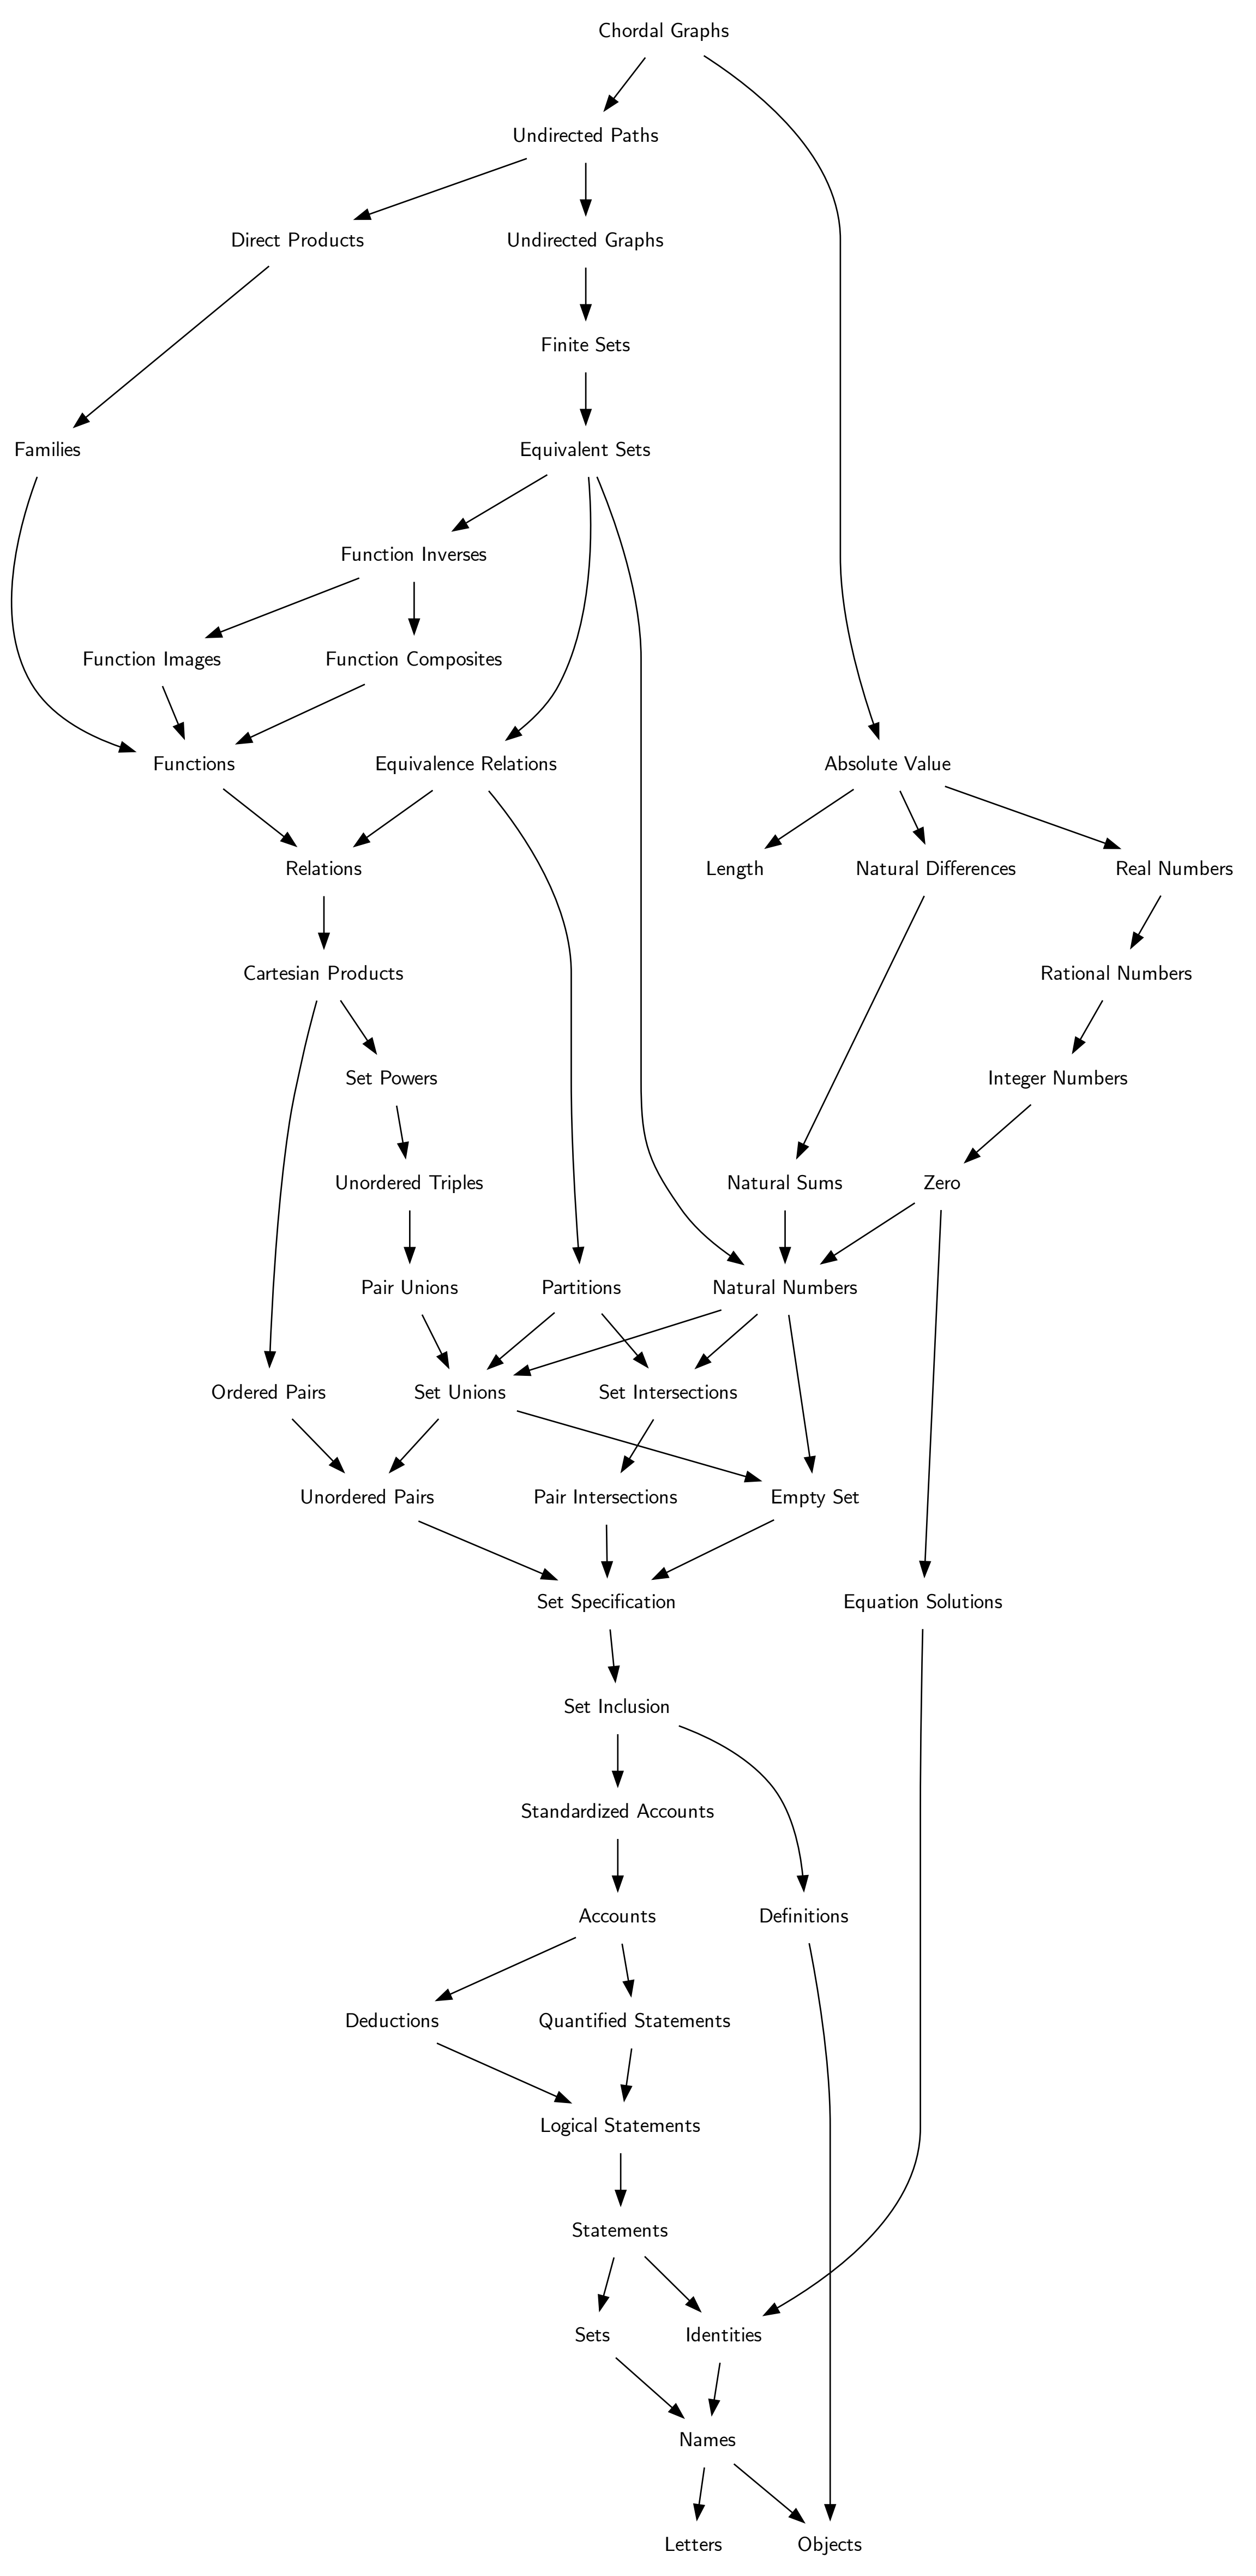 Chordal Graphs
Undirected Paths
Direct Products
Undirected Graphs
Finite Sets
Families
Equivalent Sets
Function Inverses
Function Images
Function Composites
Functions
Equivalence Relations
Absolute Value
Relations
Length
Natural Differences
Real Numbers
Cartesian Products
Rational Numbers
Set Powers
Integer Numbers
Unordered Triples
Natural Sums
Zero
Pair Unions
Partitions
Natural Numbers
Ordered Pairs
Set Unions
Set Intersections
Unordered Pairs
Pair Intersections
Empty Set
Set Specification
Equation Solutions
Set Inclusion
Standardized Accounts
Accounts
Definitions
Deductions
Quantified Statements
Logical Statements
Statements
Sets
Identities
Names
Letters
Objects